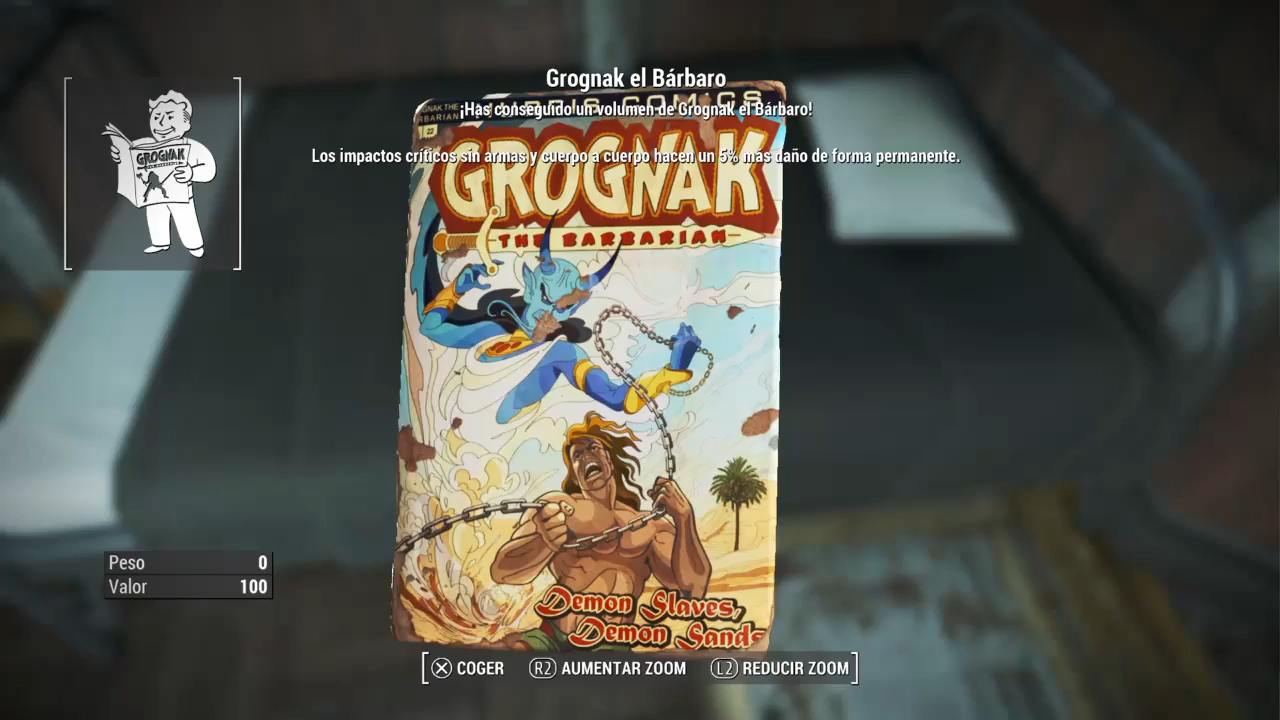 Grognak el Bárbaro
¡Has conseguido un volumen de Grognak el Bárbaro!
Los impactos críticos sin armas y cuerpo a cuerpo hacen un 5% más daño de forma permanente.
COMICS
22
GROGNAK
THE BARBARIAN
GROGNAK
Demon Slaves,
Demon Sands
Peso 0
Valor 100
COGER R2 AUMENTAR ZOOM L2 REDUCIR ZOOM